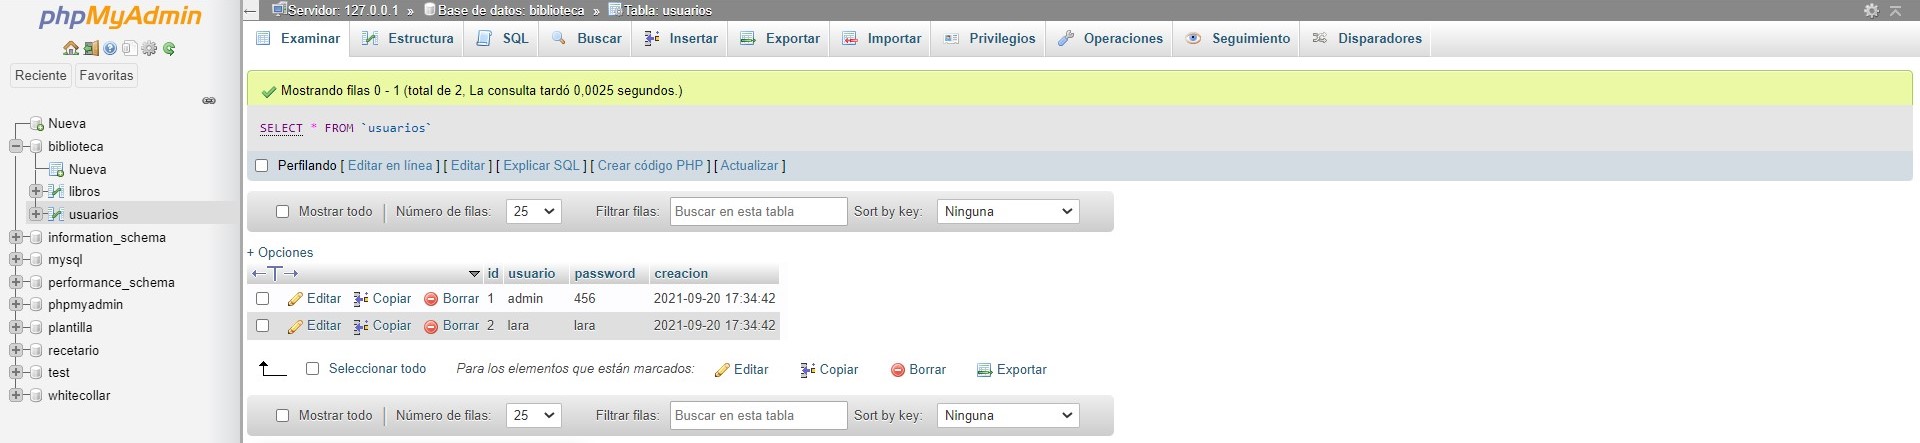 phpMyAdmin
Reciente Favoritas
Nueva
biblioteca
Nueva
libros
usuarios
information_schema
mysql
performance_schema
phpmyadmin
plantilla
recetario
test
whitecollar
Servidor: 127.0.0.1 » Base de datos: biblioteca » Tabla: usuarios
Examinar Estructura SQL Buscar Insertar Exportar Importar Privilegios Operaciones Seguimiento Disparadores
Mostrando filas 0 - 1 (total de 2, La consulta tardó 0,0025 segundos.)
SELECT * FROM `usuarios`
Perfilando [ Editar en línea ] [ Editar ] [ Explicar SQL ] [ Crear código PHP ] [ Actualizar ]
Mostrar todo | Número de filas: 25 Filtrar filas: Buscar en esta tabla Sort by key: Ninguna
+ Opciones
←T→ id usuario password creacion
Editar Copiar Borrar 1 admin 456 2021-09-20 17:34:42
Editar Copiar Borrar 2 lara lara 2021-09-20 17:34:42
Seleccionar todo Para los elementos que están marcados: Editar Copiar Borrar Exportar
Mostrar todo | Número de filas: 25 Filtrar filas: Buscar en esta tabla Sort by key: Ninguna